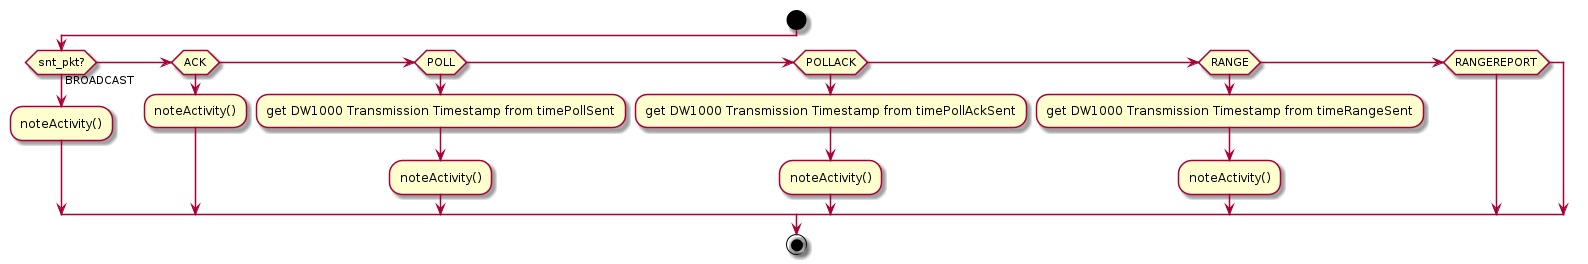 snt_pkt?
BROADCAST
noteActivity()
ACK
noteActivity()
POLL
get DW1000 Transmission Timestamp from timePollSent
noteActivity()
POLLACK
get DW1000 Transmission Timestamp from timePollAckSent
noteActivity()
RANGE
get DW1000 Transmission Timestamp from timeRangeSent
noteActivity()
RANGEREPORT